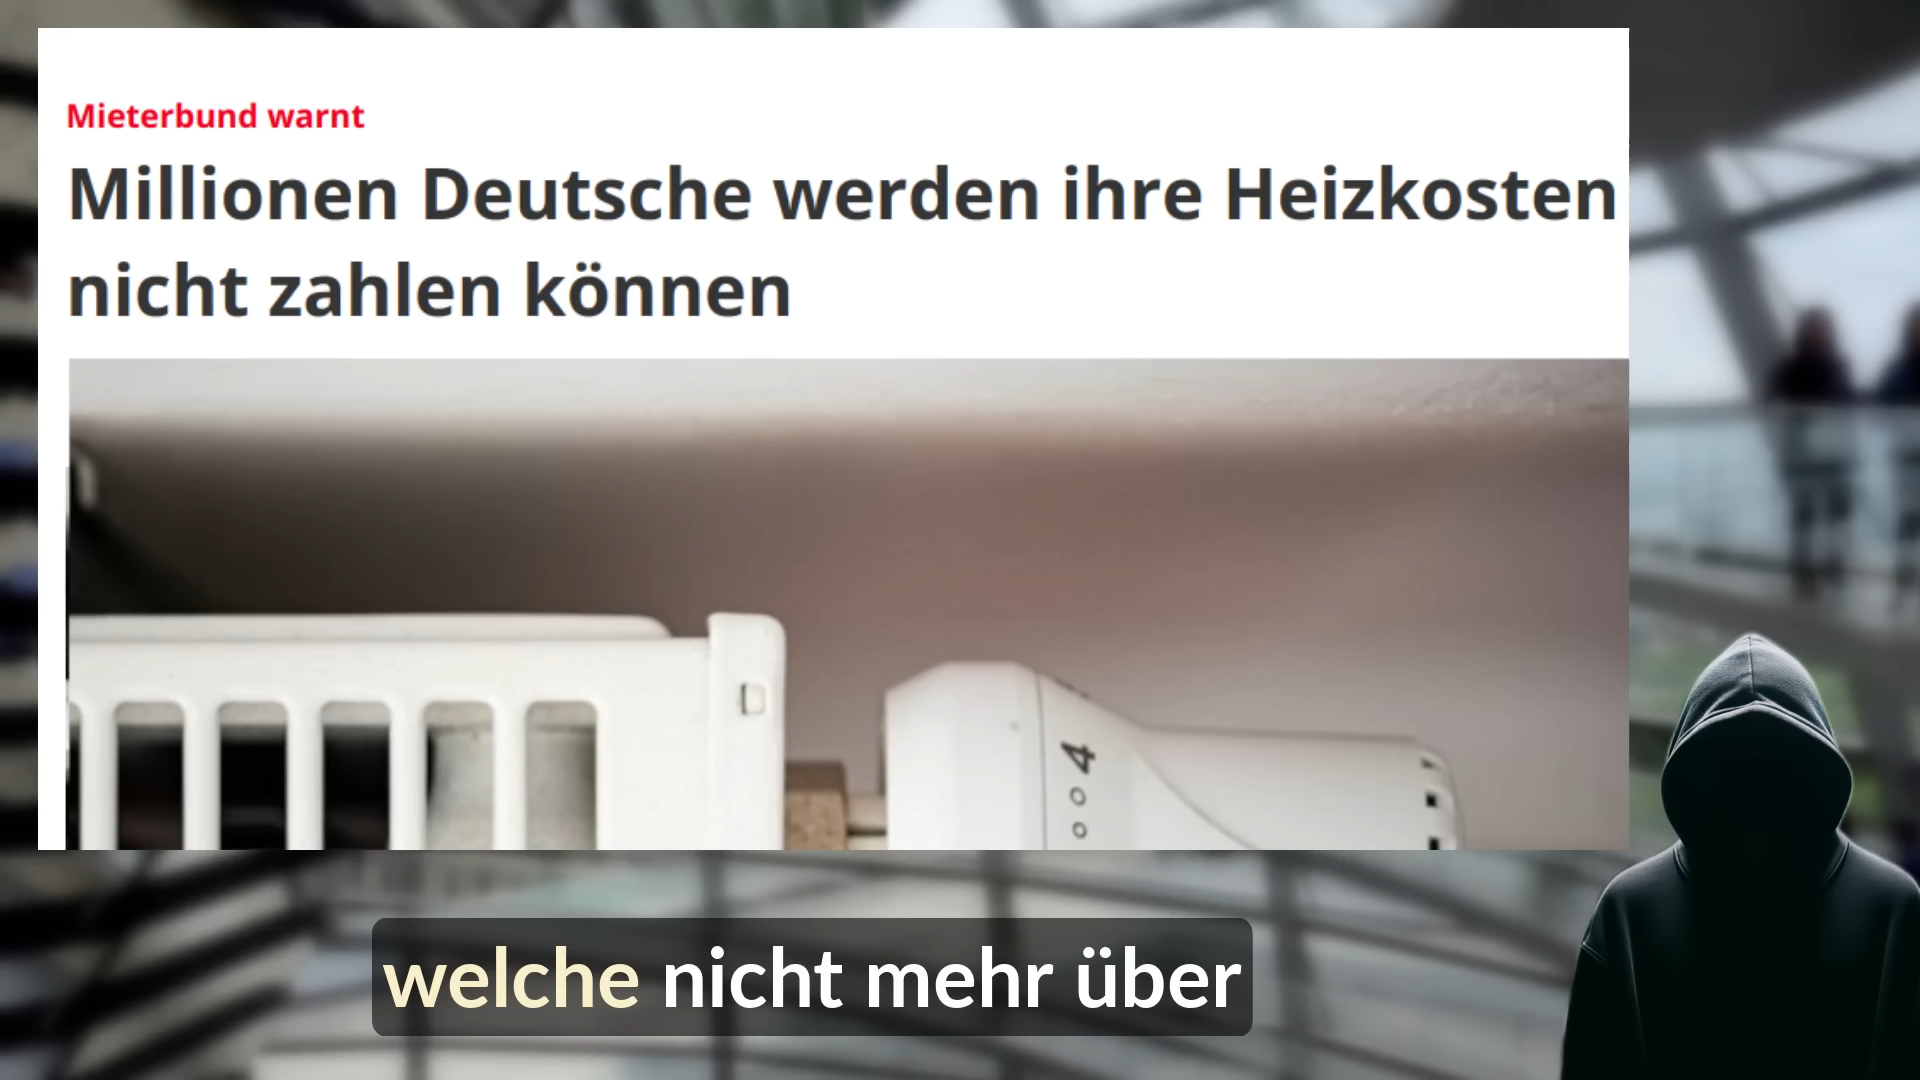 Mieterbund warnt
Millionen Deutsche werden ihre Heizkosten
nicht zahlen können
4
welche nicht mehr über